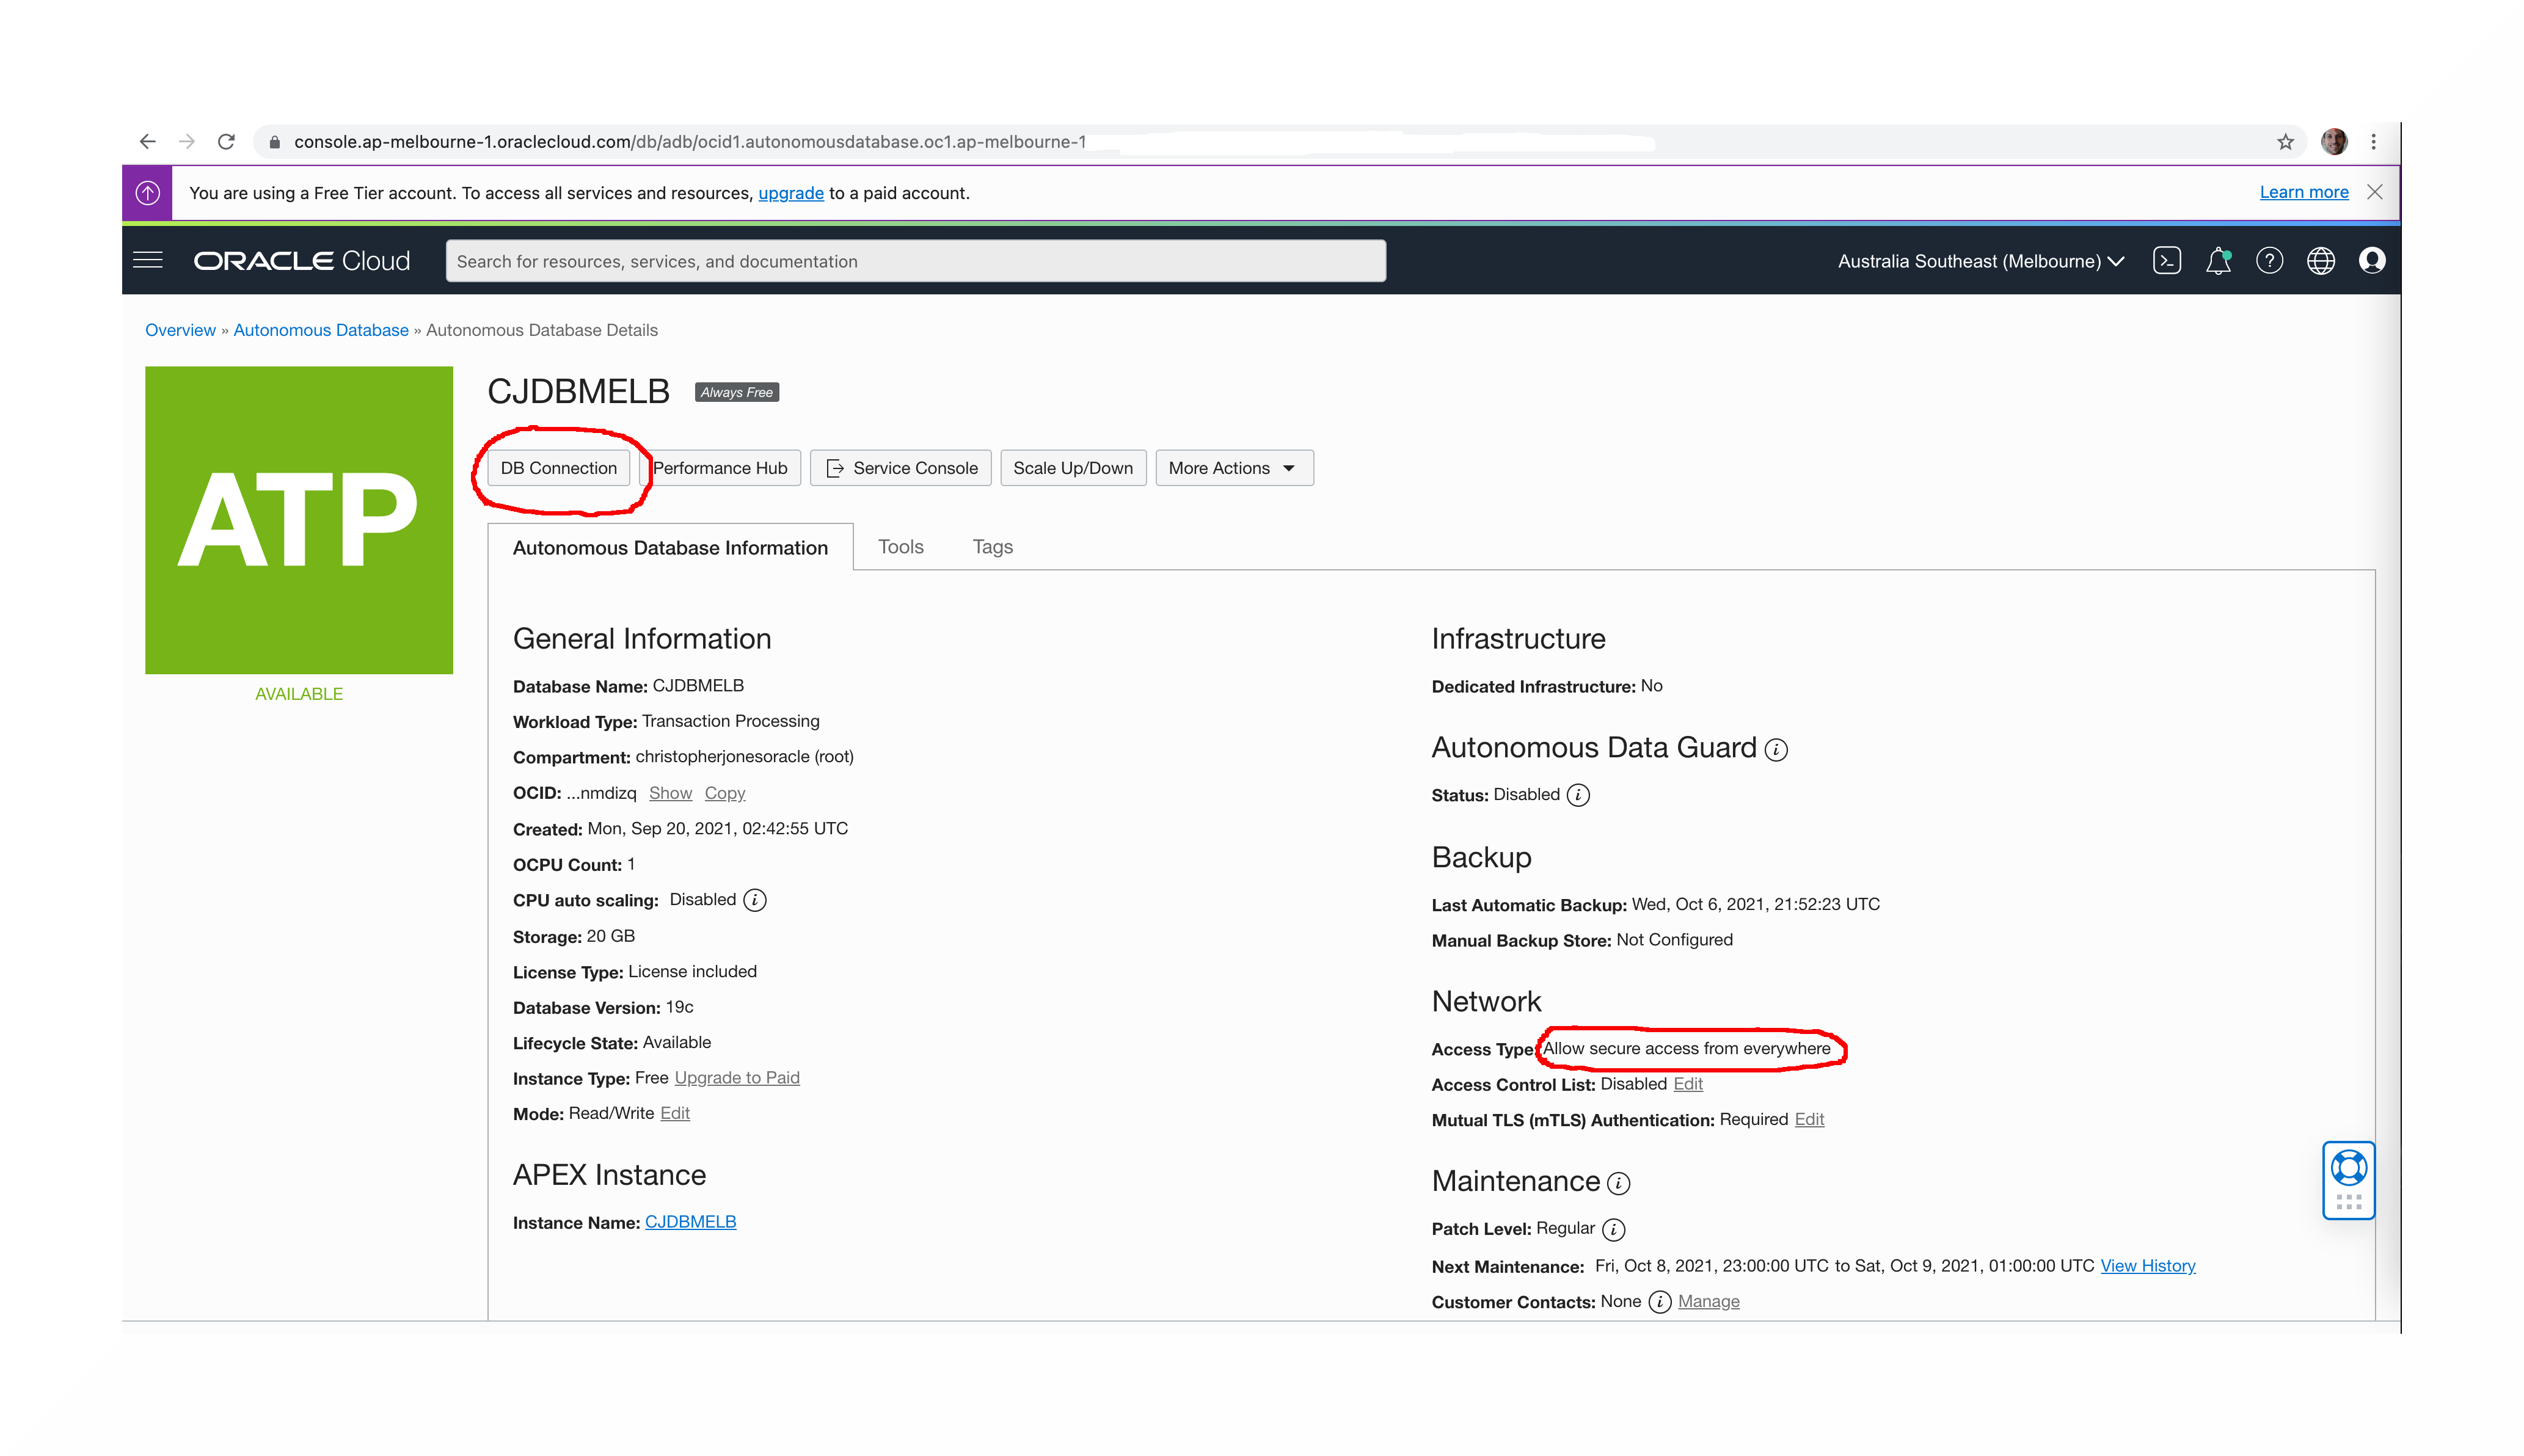 console.ap-melbourne-1.oraclecloud.com/db/adb/ocid1.autonomousdatabase.oc1.ap-melbourne-1
You are using a Free Tier account. To access all services and resources, upgrade to a paid account.
Learn more
ORACLE Cloud
Search for resources, services, and documentation
Australia Southeast (Melbourne)
Overview » Autonomous Database » Autonomous Database Details
ATP
AVAILABLE
CJDBMELB Always Free
DB Connection Performance Hub Service Console Scale Up/Down More Actions
Autonomous Database Information Tools Tags
General Information
Database Name: CJDBMELB
Workload Type: Transaction Processing
Compartment: christopherjonesoracle (root)
OCID: ...nmdizq Show Copy
Created: Mon, Sep 20, 2021, 02:42:55 UTC
OCPU Count: 1
CPU auto scaling: Disabled
Storage: 20 GB
License Type: License included
Database Version: 19c
Lifecycle State: Available
Instance Type: Free Upgrade to Paid
Mode: Read/Write Edit
APEX Instance
Instance Name: CJDBMELB
Infrastructure
Dedicated Infrastructure: No
Autonomous Data Guard
Status: Disabled
Backup
Last Automatic Backup: Wed, Oct 6, 2021, 21:52:23 UTC
Manual Backup Store: Not Configured
Network
Access Type: Allow secure access from everywhere
Access Control List: Disabled Edit
Mutual TLS (mTLS) Authentication: Required Edit
Maintenance
Patch Level: Regular
Next Maintenance: Fri, Oct 8, 2021, 23:00:00 UTC to Sat, Oct 9, 2021, 01:00:00 UTC View History
Customer Contacts: None Manage